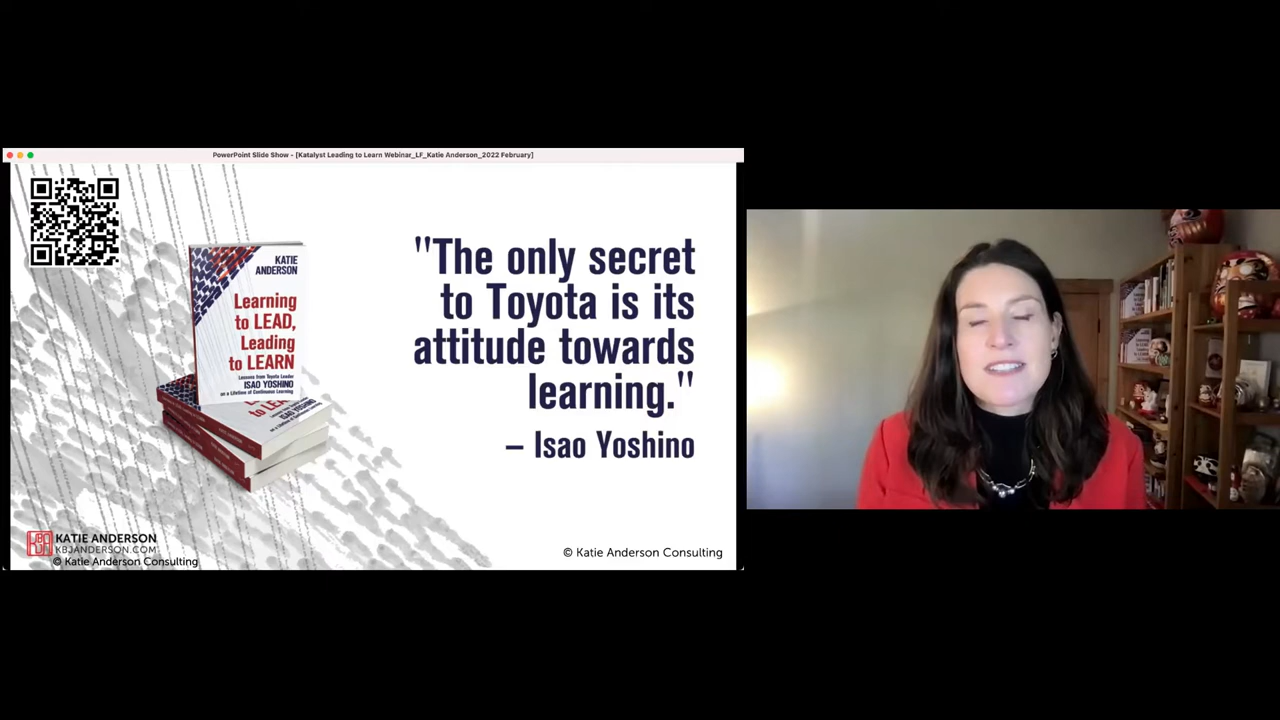 PowerPoint Slide Show - [Katalyst Leading to Learn Webinar_LF_Katie Anderson_2022 February]
KATIE
ANDERSON
Learning
to LEAD,
Leading
to LEARN
Lessons from Toyota Leader
ISAO YOSHINO
on a Lifetime of Continuous Learning
"The only secret
to Toyota is its
attitude towards
learning."
– Isao Yoshino
KATIE ANDERSON
KBJANDERSON.COM
© Katie Anderson Consulting
© Katie Anderson Consulting